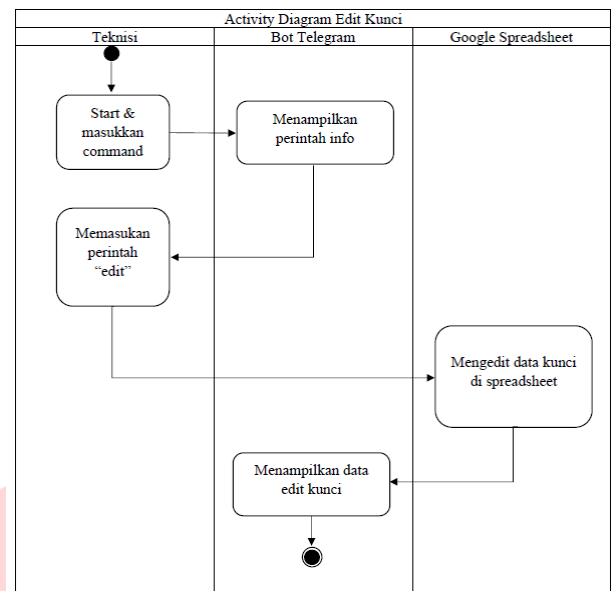 Activity Diagram Edit Kunci
Teknisi
Bot Telegram
Google Spreadsheet
Start &
masukkan
command
Menampilkan
perintah info
Memasukan
perintah
“edit”
Mengedit data kunci
di spreadsheet
Menampilkan data
edit kunci